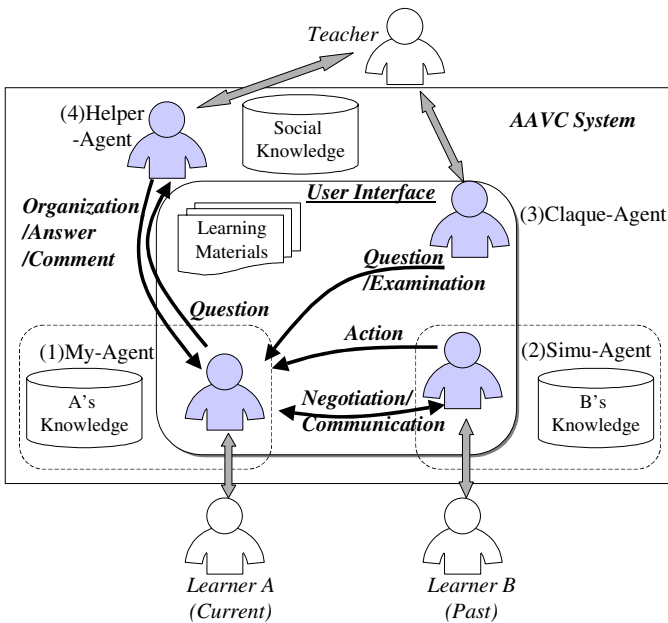 Teacher
(4)Helper
-Agent
Social
Knowledge
AAVC System
User Interface
Organization
/Answer
/Comment
Learning
Materials
(3)Claque-Agent
Question
/Examination
Question
Action
(1)My-Agent
(2)Simu-Agent
A's
Knowledge
Negotiation/
Communication
B's
Knowledge
Learner A
(Current)
Learner B
(Past)